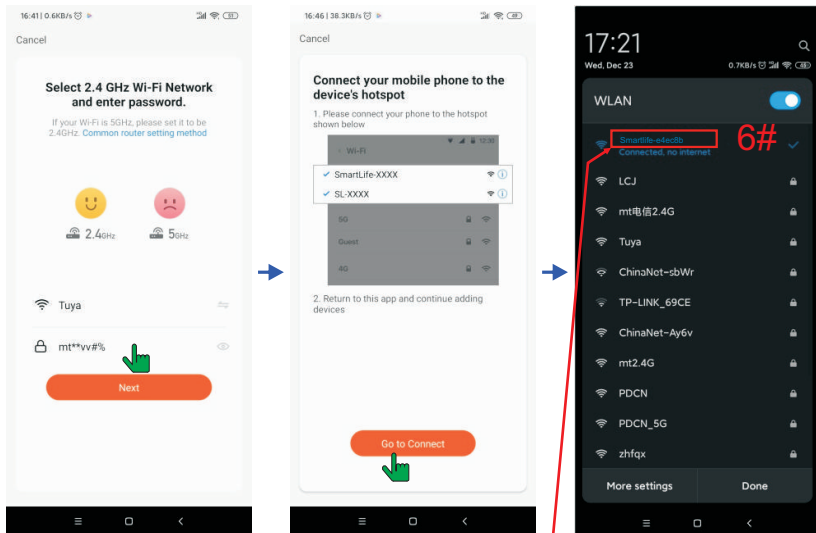 16:41 | 0.6KB/s
Cancel
Select 2.4 GHz Wi-Fi Network
and enter password.
If your Wi-Fi is 5GHz, please set it to be
2.4GHz. Common router setting method
2.4GHz
5GHz
Tuya
mt**vv#%
Next
16:46 | 38.3KB/s
Cancel
Connect your mobile phone to the
device's hotspot
1. Please connect your phone to the hotspot
shown below
Wi-Fi
SmartLife-XXXX
SL-XXXX
5G
Guest
4G
2. Return to this app and continue adding
devices
Go to Connect
17:21
Wed, Dec 23
0.7KB/s
WLAN
Smartlife-e4ec8b
Connected, no internet
6#
LCJ
mt电信2.4G
Tuya
ChinaNet-sbWr
TP-LINK_69CE
ChinaNet-Ay6v
mt2.4G
PDCN
PDCN_5G
zhfqx
More settings
Done